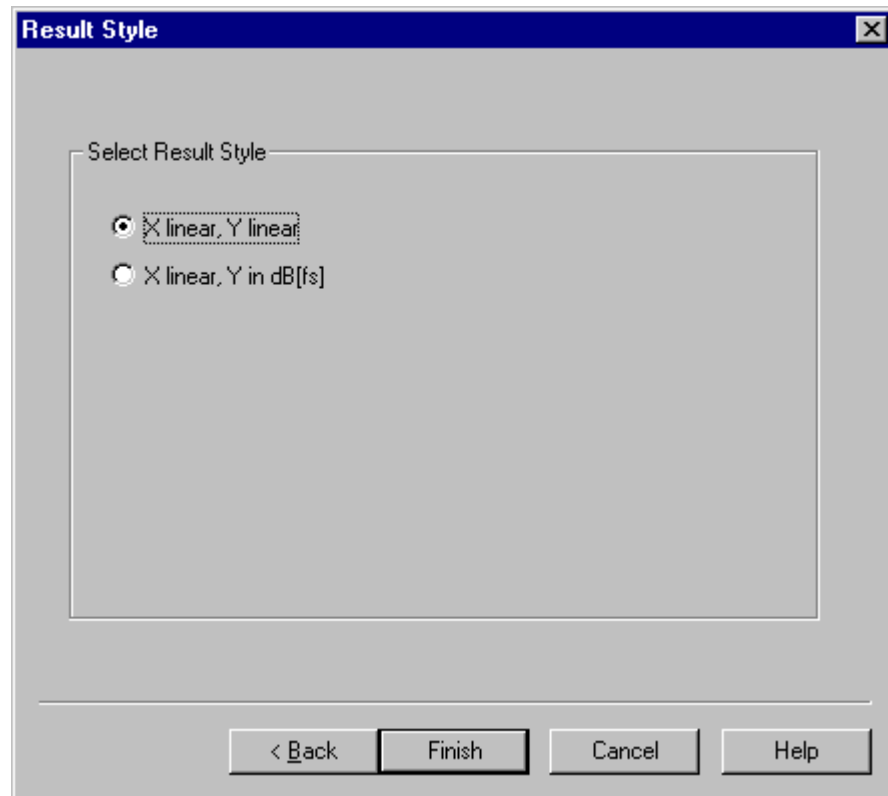 Result Style
Select Result Style
X linear, Y linear
X linear, Y in dB[fs]
< Back Finish Cancel Help